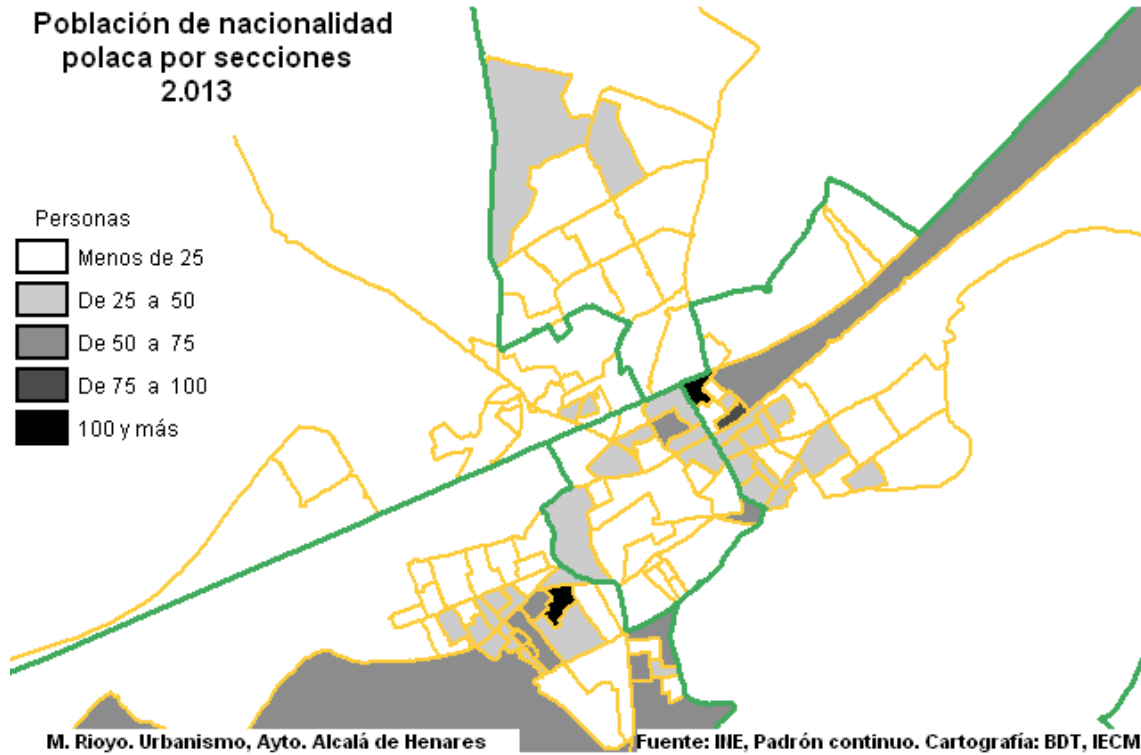 Población de nacionalidad
polaca por secciones
2.013
Personas
Menos de 25
De 25 a 50
De 50 a 75
De 75 a 100
100 y más
M. Rioyo. Urbanismo, Ayto. Alcalá de Henares
Fuente: INE, Padrón continuo. Cartografía: BDT, IECM